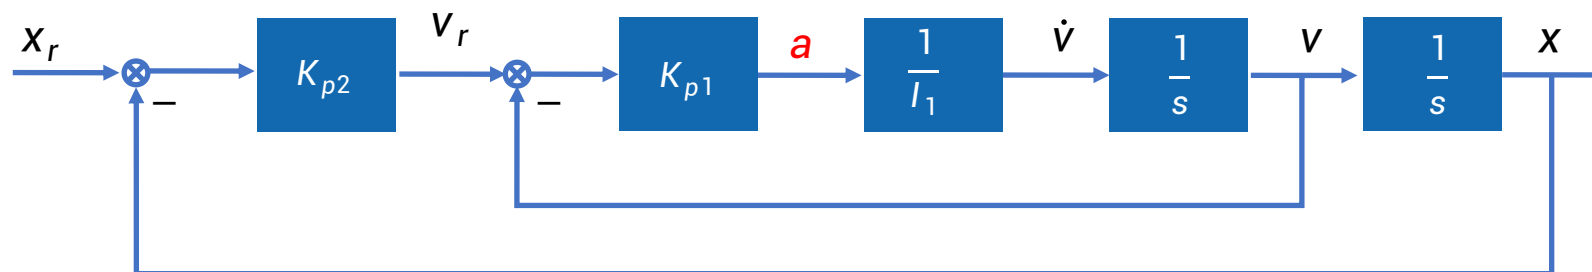 x_r
K_p2
v_r
K_p1
a
1
I_1
v̇
1
s
v
1
s
x
−
−